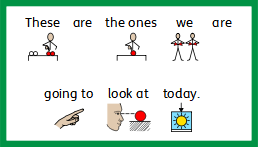 These are the ones we are
going to look at today.